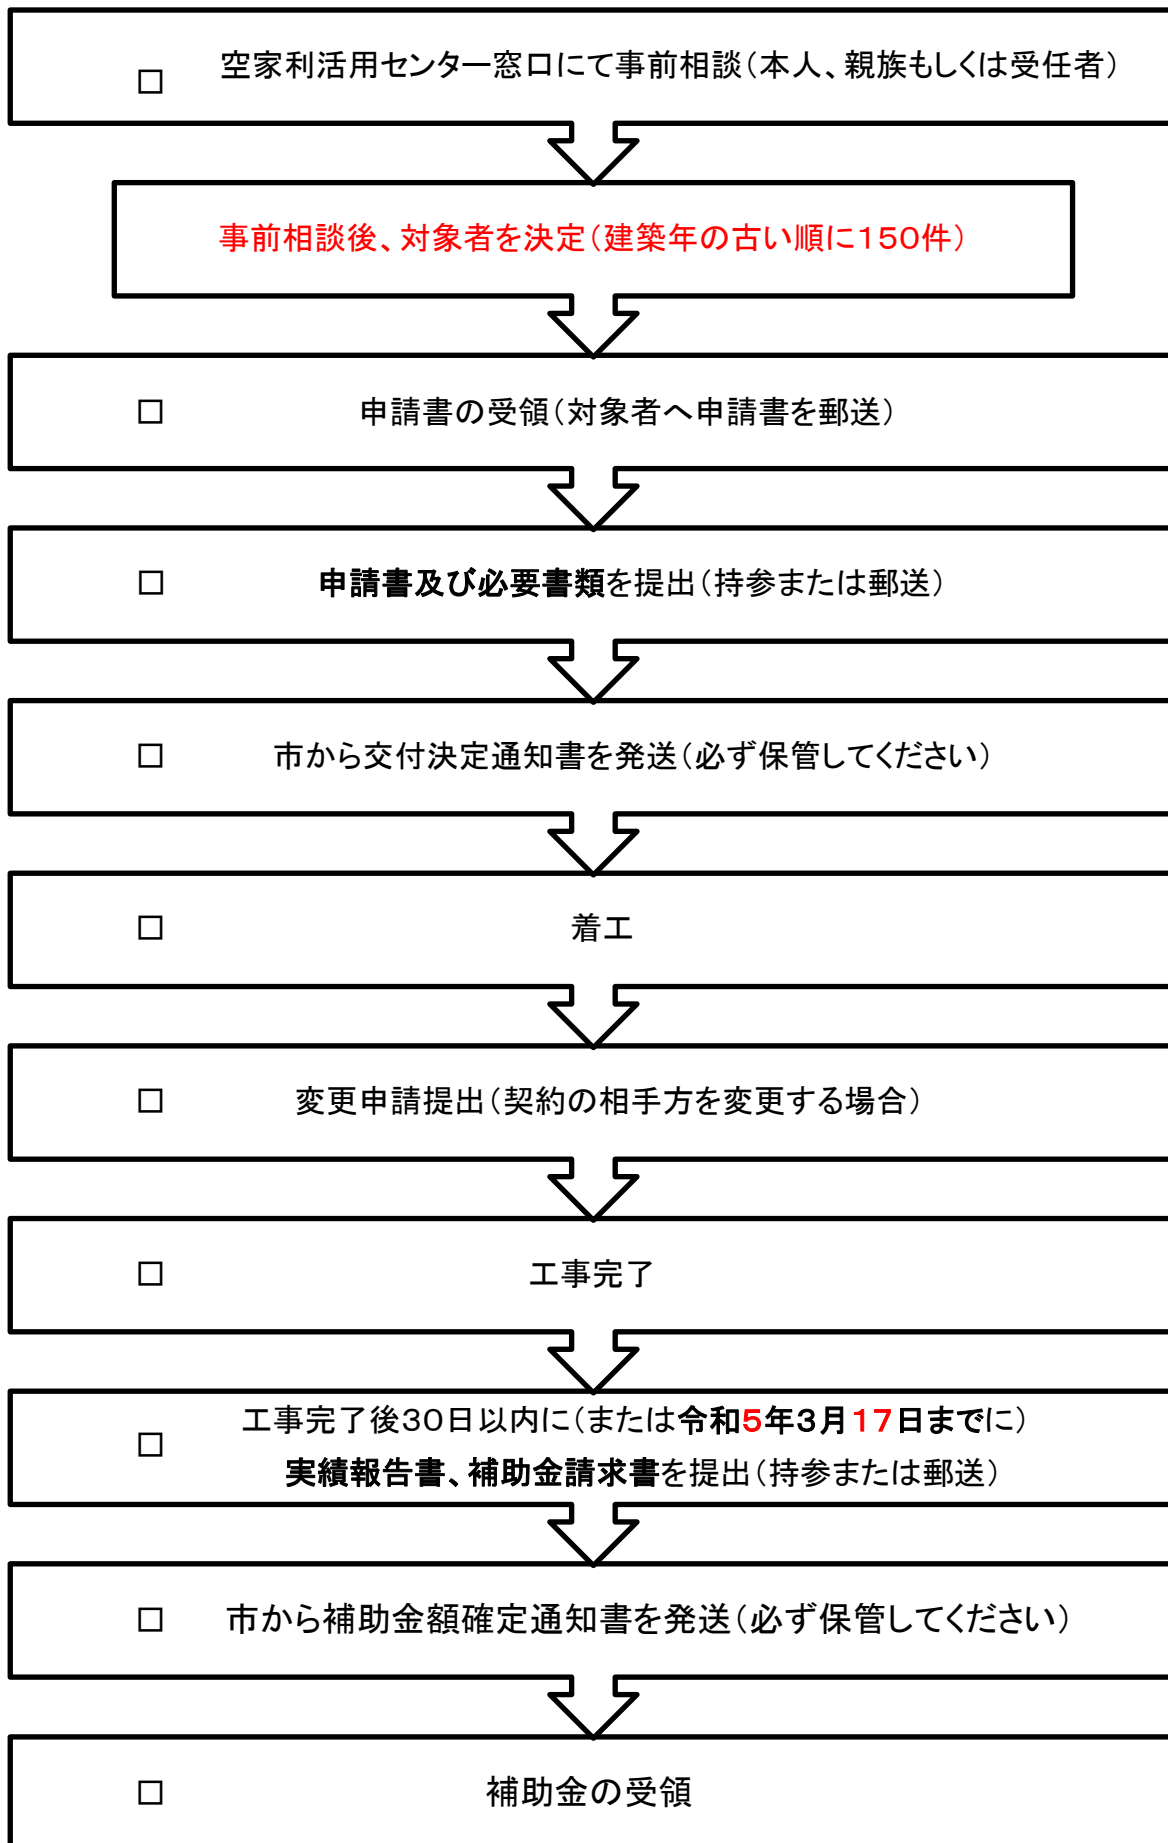 □ 空家利活用センター窓口にて事前相談(本人、親族もしくは受任者)
事前相談後、対象者を決定(建築年の古い順に150件)
□ 申請書の受領(対象者へ申請書を郵送)
□ 申請書及び必要書類を提出(持参または郵送)
□ 市から交付決定通知書を発送(必ず保管してください)
□ 着工
□ 変更申請提出(契約の相手方を変更する場合)
□ 工事完了
□ 工事完了後30日以内に(または令和5年3月17日までに)
実績報告書、補助金請求書を提出(持参または郵送)
□ 市から補助金額確定通知書を発送(必ず保管してください)
□ 補助金の受領